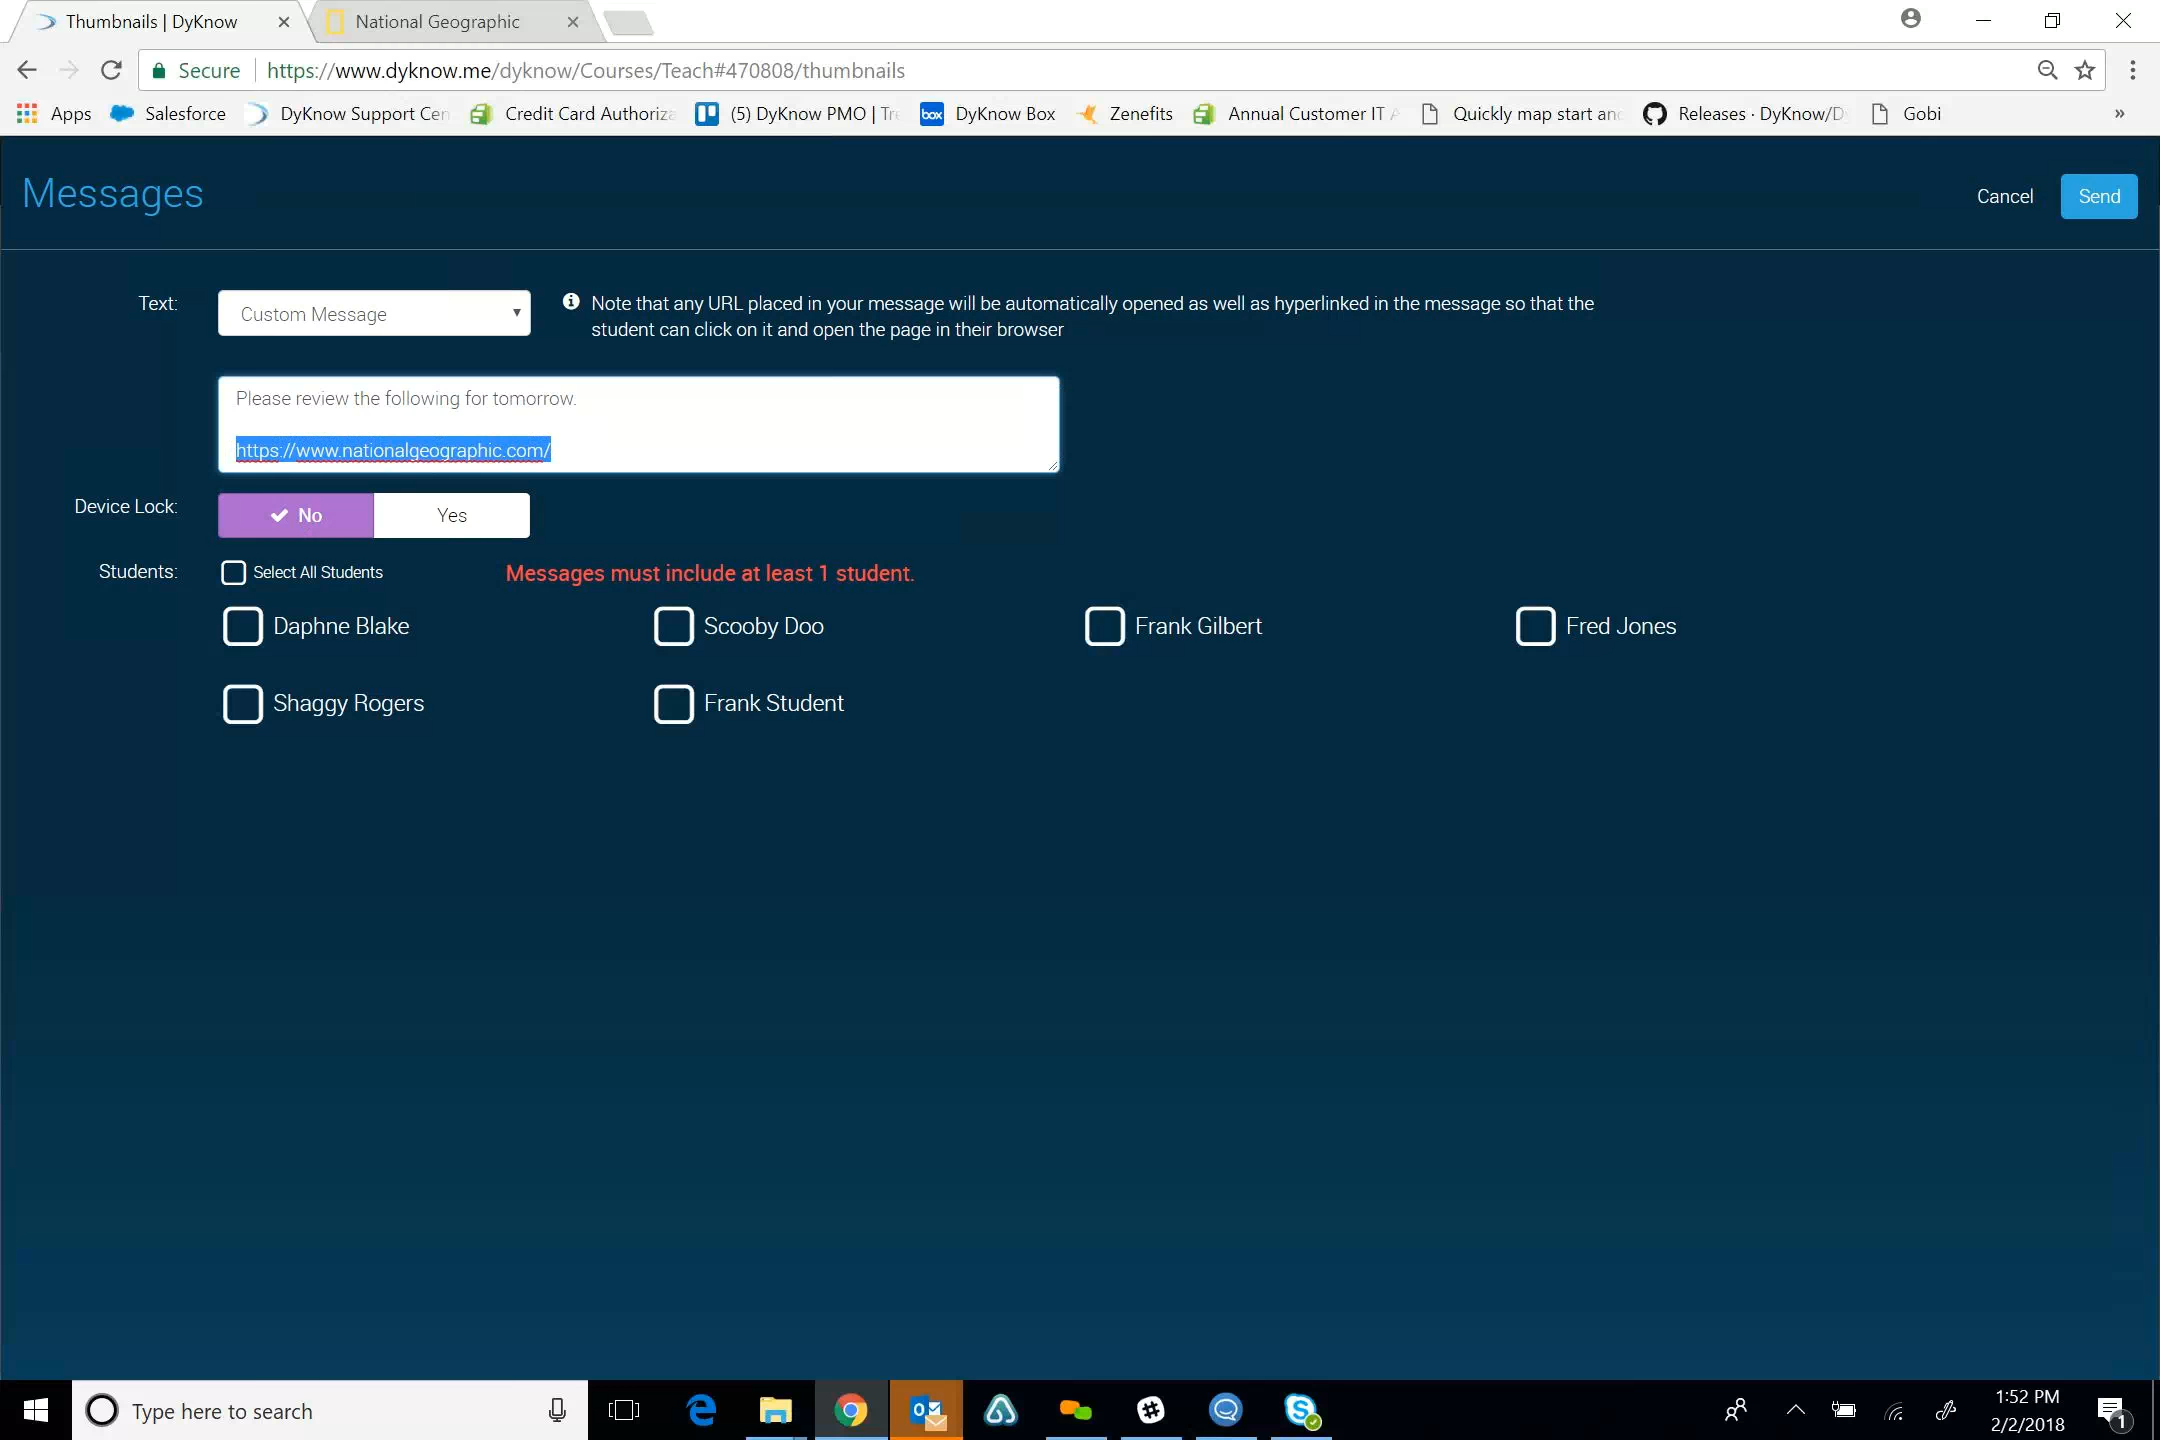 Thumbnails | DyKnow
National Geographic
Secure https://www.dyknow.me/dyknow/Courses/Teach#470808/thumbnails
Apps Salesforce DyKnow Support Cen Credit Card Authoriza (5) DyKnow PMO | Tre box DyKnow Box Zenefits Annual Customer IT A Quickly map start and Releases · DyKnow/D Gobi »
Messages
Cancel Send
Text: Custom Message
Note that any URL placed in your message will be automatically opened as well as hyperlinked in the message so that the
student can click on it and open the page in their browser
Please review the following for tomorrow.
https://www.nationalgeographic.com/
Device Lock: No Yes
Students: Select All Students Messages must include at least 1 student.
Daphne Blake Scooby Doo Frank Gilbert Fred Jones
Shaggy Rogers Frank Student
Type here to search
1:52 PM
2/2/2018
1